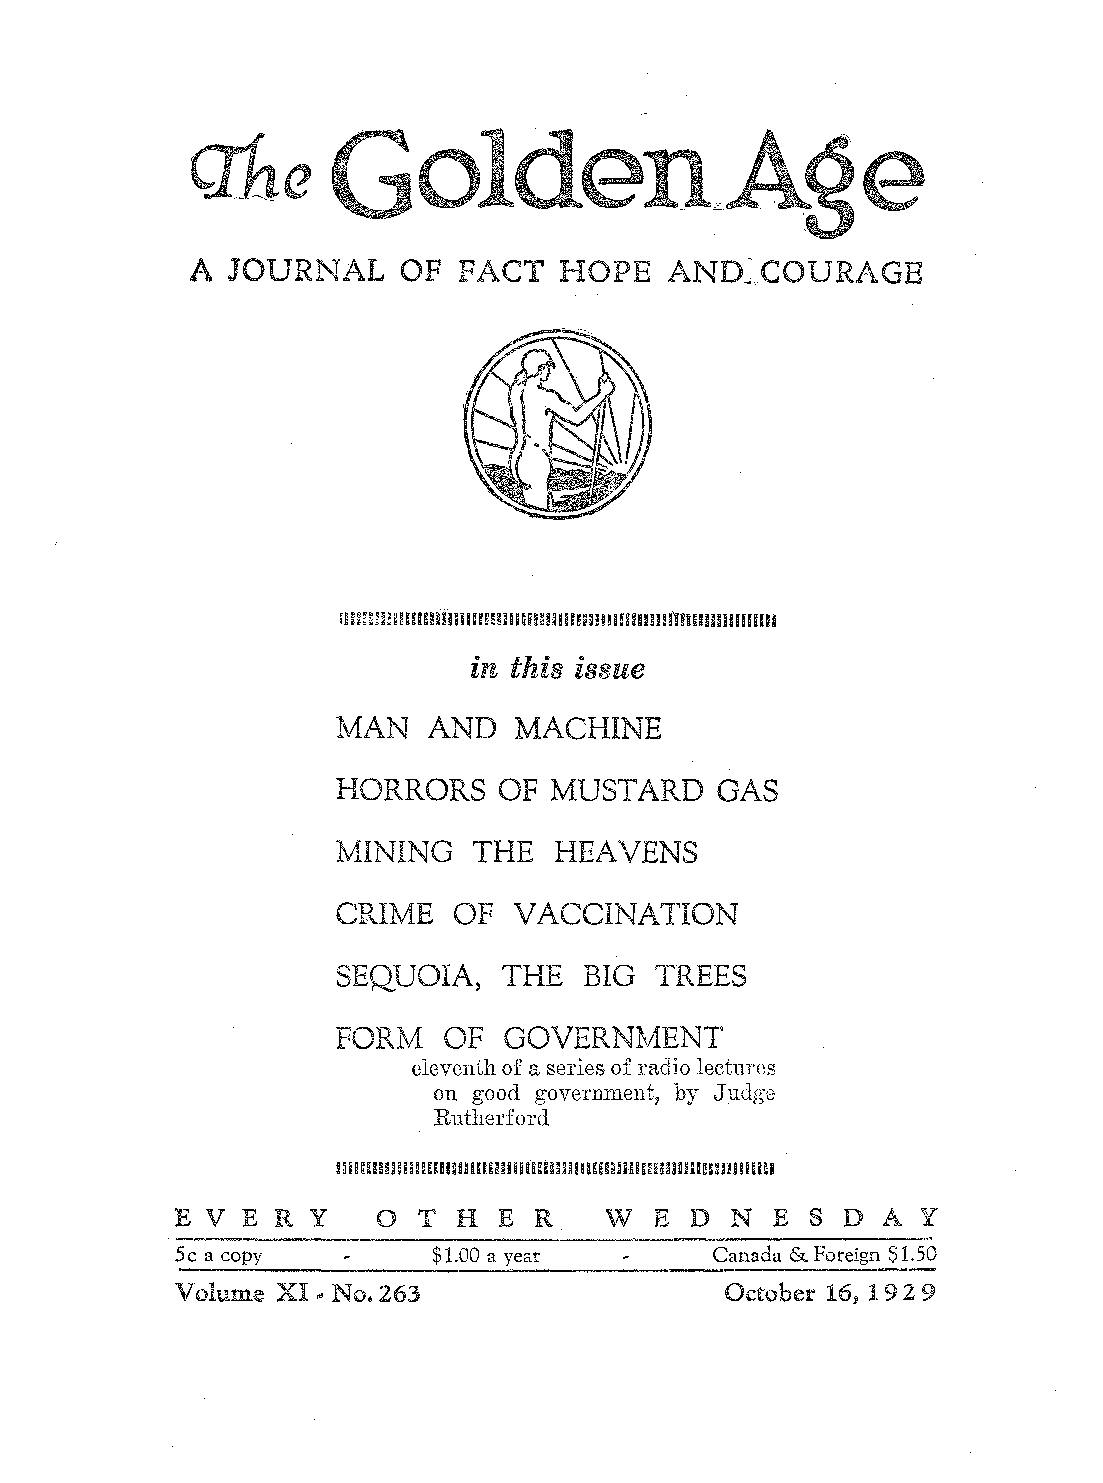 The Golden Age
A JOURNAL OF FACT HOPE AND COURAGE
in this issue
MAN AND MACHINE
HORRORS OF MUSTARD GAS
MINING THE HEAVENS
CRIME OF VACCINATION
SEQUOIA, THE BIG TREES
FORM OF GOVERNMENT
eleventh of a series of radio lectures
on good government, by Judge
Rutherford
EVERY OTHER WEDNESDAY
5c a copy - $1.00 a year - Canada & Foreign $1.50
Volume XI - No. 263 October 16, 1929